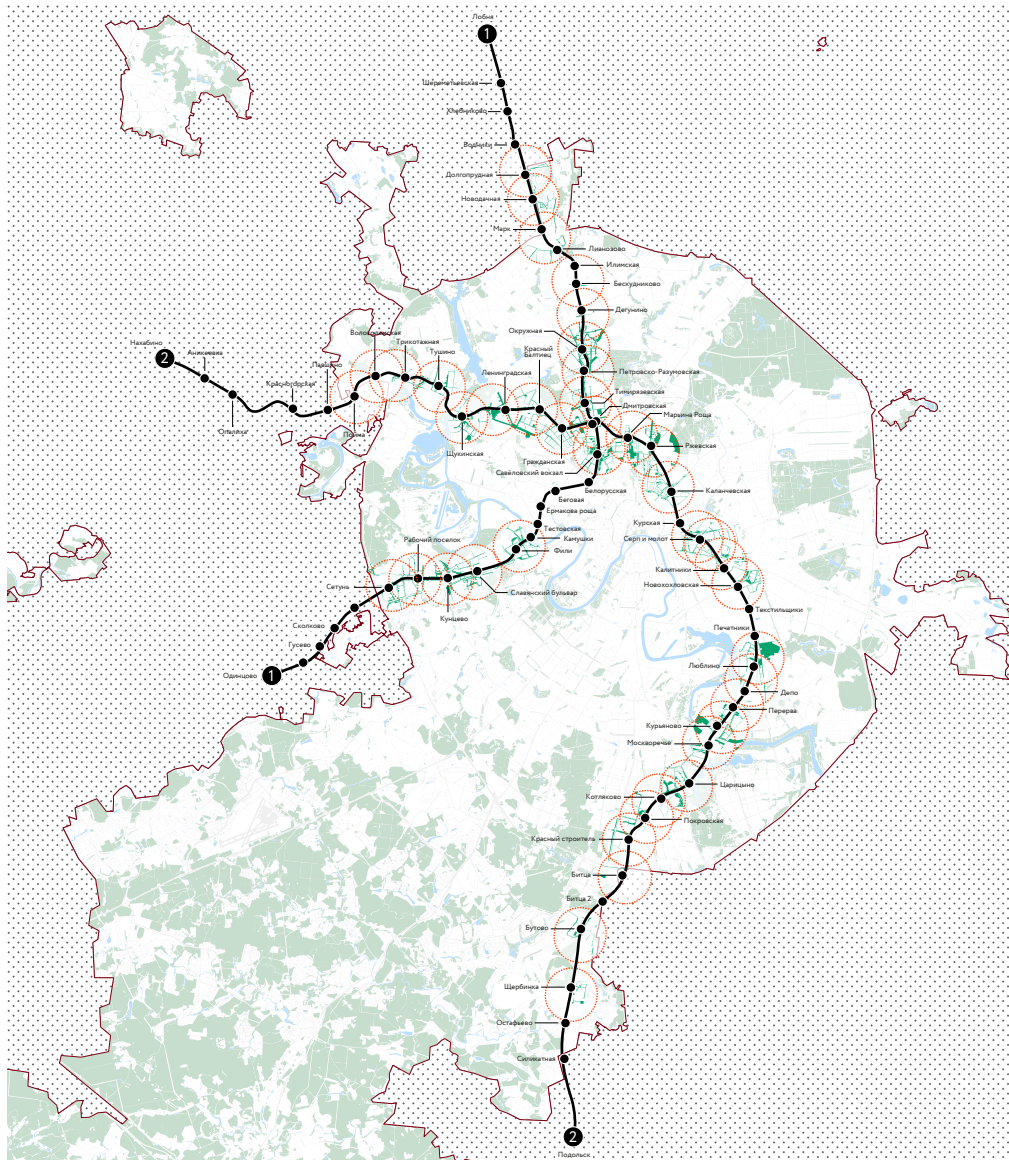 Лобня
1
Шереметьевская
Хлебниково
Водники
Долгопрудная
Новодачная
Марк
Лианозово
Илимская
Бескудниково
Дегунино
Окружная
Волоколамская
Трикотажная
Тушино
Красный
Балтиец
Нахабино
2
Аникеевка
Павшино
Ленинградская
Петровско-Разумовская
Красногорская
Тимирязевская
Дмитровская
Марьина Роща
Опалиха
Пойма
Ржевская
Щукинская
Гражданская
Савёловский вокзал
Белорусская
Каланчевская
Беговая
Ермакова роща
Тестовская
Курская
Камушки
Серп и молот
Рабочий поселок
Фили
Калитники
Сетунь
Новохохловская
Славянский бульвар
Текстильщики
Кунцево
Сколково
Печатники
Гусево
Люблино
Одинцово
1
Депо
Перерва
Курьяново
Москворечье
Царицыно
Котляково
Покровская
Красный строитель
Битца
Битца 2
Бутово
Щербинка
Остафьево
Силикатная
2
Подольск